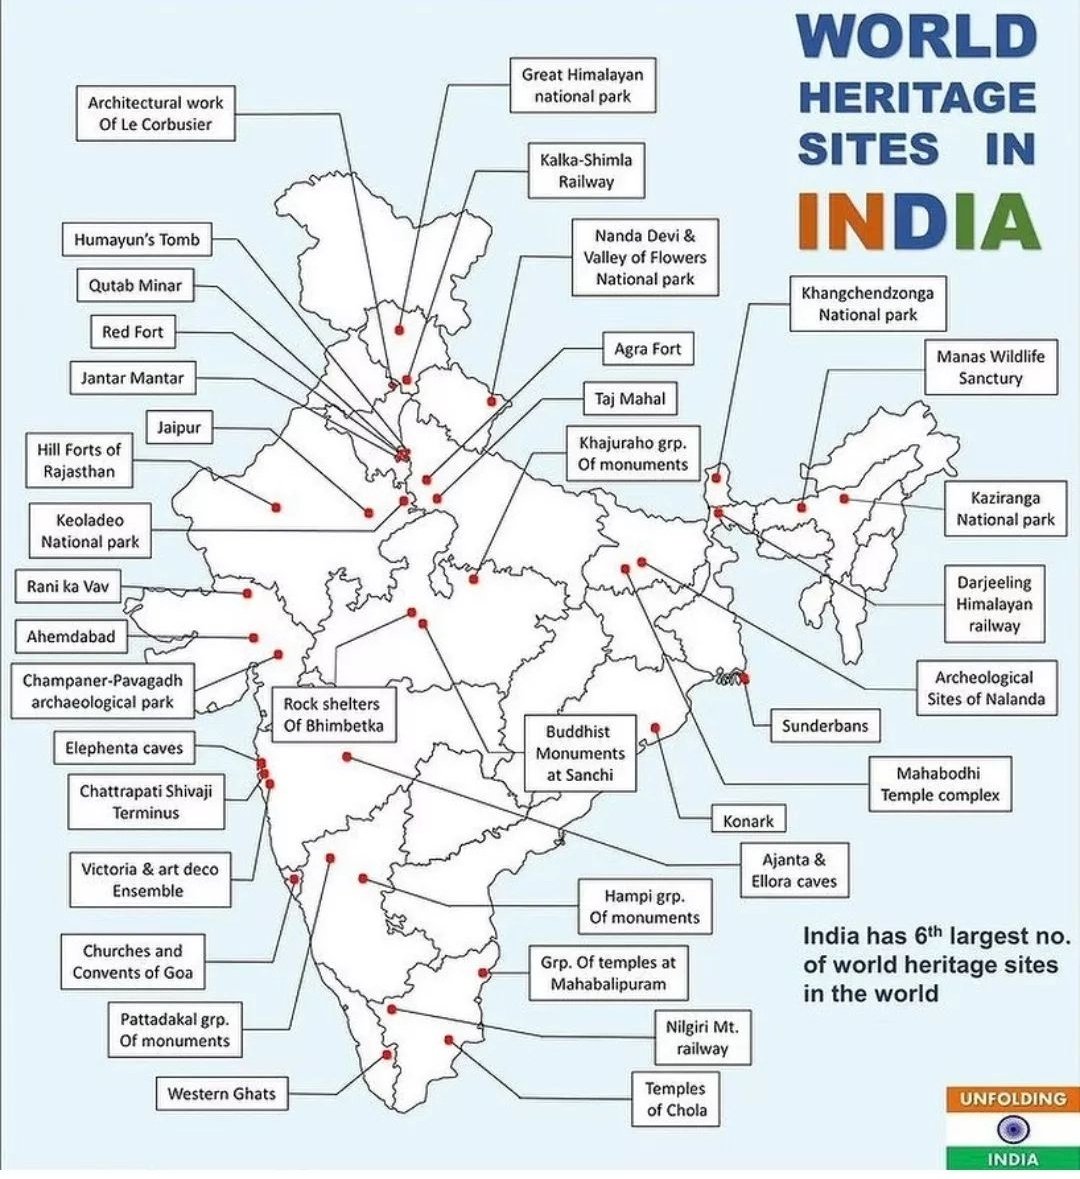 WORLD
HERITAGE
SITES IN
INDIA
Great Himalayan
national park
Architectural work
Of Le Corbusier
Kalka-Shimla
Railway
Humayun's Tomb
Nanda Devi &
Valley of Flowers
National park
Qutab Minar
Khangchendzonga
National park
Red Fort
Agra Fort
Manas Wildlife
Sanctury
Jantar Mantar
Taj Mahal
Jaipur
Khajuraho grp.
Of monuments
Hill Forts of
Rajasthan
Kaziranga
National park
Keoladeo
National park
Rani ka Vav
Darjeeling
Himalayan
railway
Ahemdabad
Champaner-Pavagadh
archaeological park
Archeological
Sites of Nalanda
Rock shelters
Of Bhimbetka
Sunderbans
Buddhist
Monuments
at Sanchi
Elephenta caves
Mahabodhi
Temple complex
Chattrapati Shivaji
Terminus
Konark
Ajanta &
Ellora caves
Victoria & art deco
Ensemble
Hampi grp.
Of monuments
India has 6th largest no.
of world heritage sites
in the world
Churches and
Convents of Goa
Grp. Of temples at
Mahabalipuram
Pattadakal grp.
Of monuments
Nilgiri Mt.
railway
Western Ghats
Temples
of Chola
UNFOLDING
INDIA